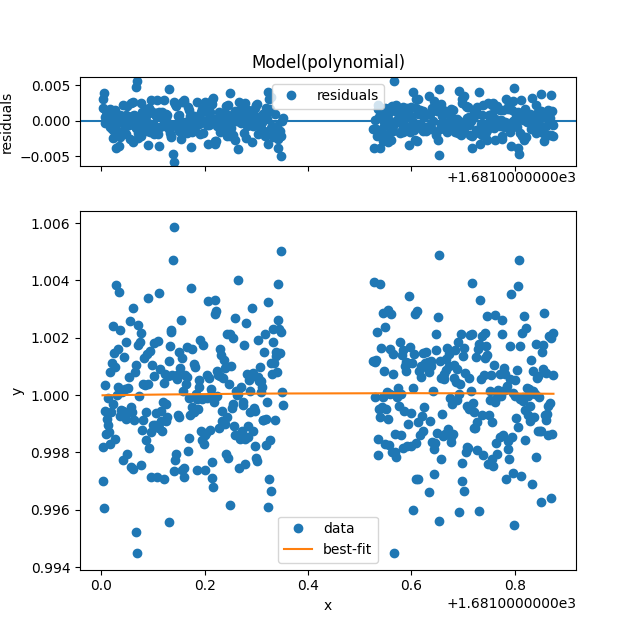 Model(polynomial)
0.005
0.000
−0.005
residuals
residuals
+1.6810000000e3
1.006
1.004
1.002
1.000
0.998
0.996
0.994
y
data
best-fit
0.0
0.2
0.4
0.6
0.8
x
+1.6810000000e3